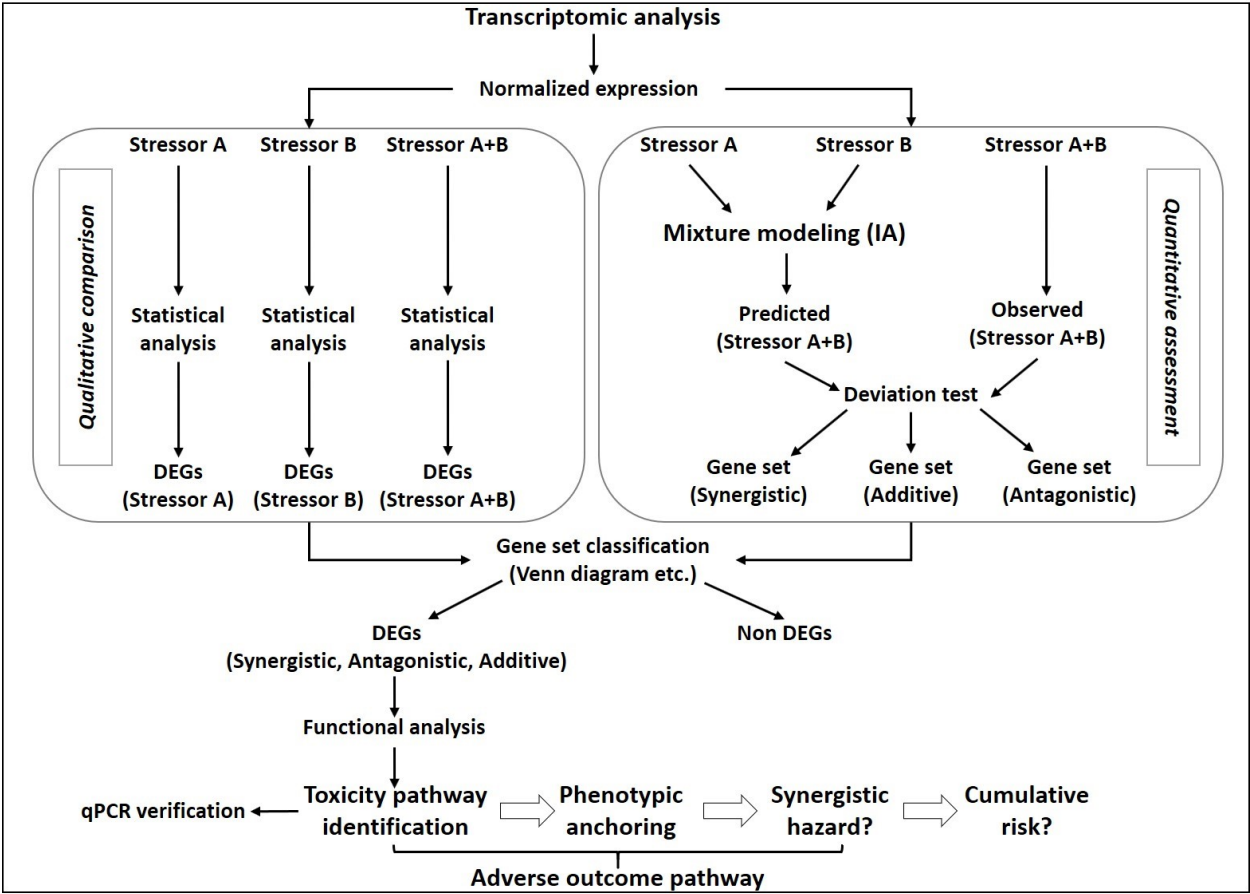 Transcriptomic analysis
Normalized expression
Qualitative comparison
Stressor A
Stressor B
Stressor A+B
Statistical
analysis
Statistical
analysis
Statistical
analysis
DEGs
(Stressor A)
DEGs
(Stressor B)
DEGs
(Stressor A+B)
Stressor A
Stressor B
Stressor A+B
Mixture modeling (IA)
Predicted
(Stressor A+B)
Observed
(Stressor A+B)
Deviation test
Gene set
(Synergistic)
Gene set
(Additive)
Gene set
(Antagonistic)
Quantitative assessment
Gene set classification
(Venn diagram etc.)
DEGs
(Synergistic, Antagonistic, Additive)
Non DEGs
Functional analysis
qPCR verification
Toxicity pathway
identification
Phenotypic
anchoring
Synergistic
hazard?
Cumulative
risk?
Adverse outcome pathway